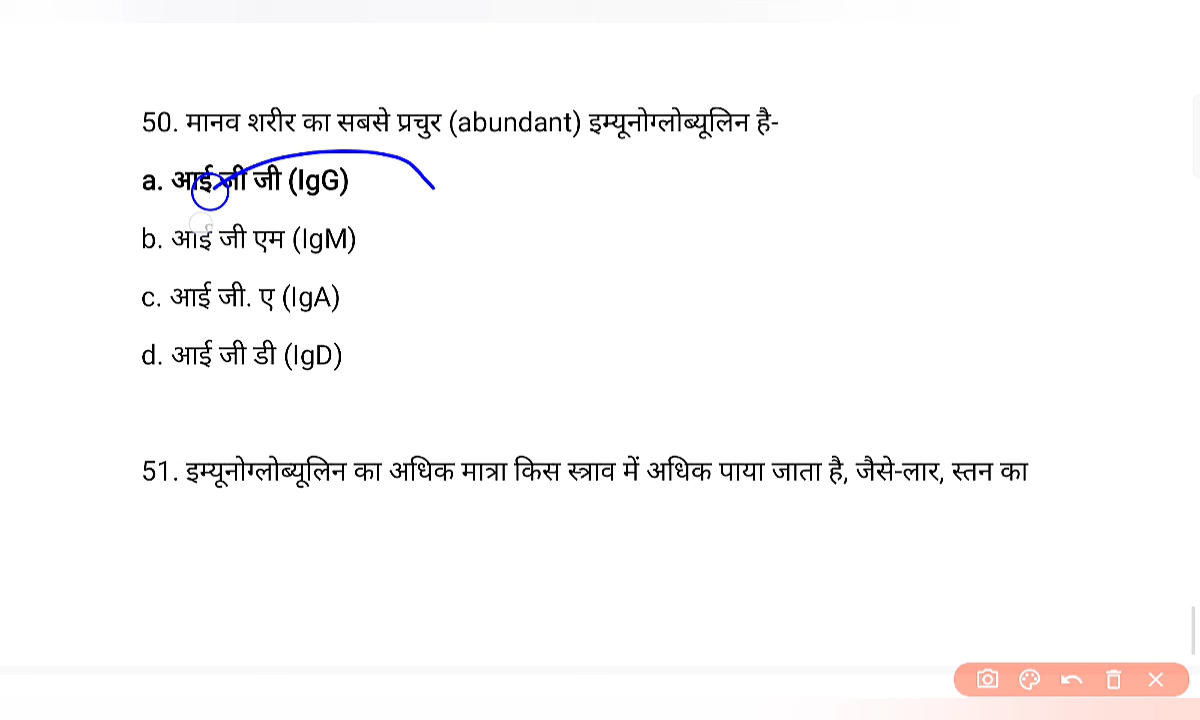 50. मानव शरीर का सबसे प्रचुर (abundant) इम्यूनोग्लोब्यूलिन है-
a. आई जी जी (IgG)
b. आई जी एम (IgM)
c. आई जी. ए (IgA)
d. आई जी डी (IgD)
51. इम्यूनोग्लोब्यूलिन का अधिक मात्रा किस स्त्राव में अधिक पाया जाता है, जैसे-लार, स्तन का